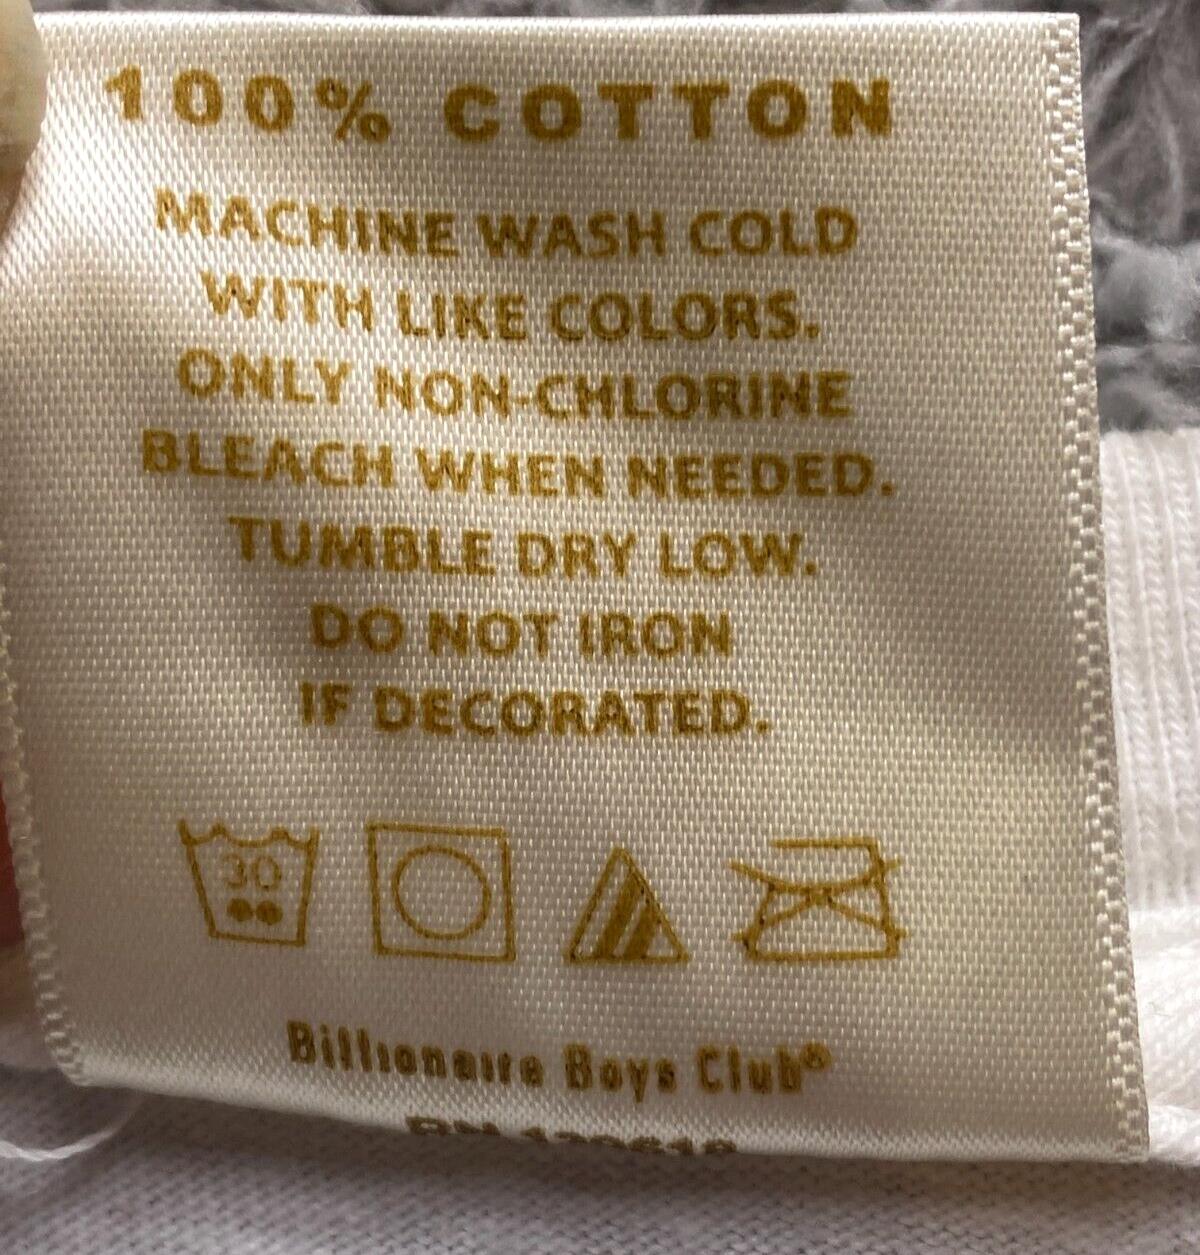 100% COTTON
MACHINE WASH COLD
WITH LIKE COLORS.
ONLY NON-CHLORINE
BLEACH WHEN NEEDED.
TUMBLE DRY LOW.
DO NOT IRON
IF DECORATED.
30
Billionaire Boys Club®
RN